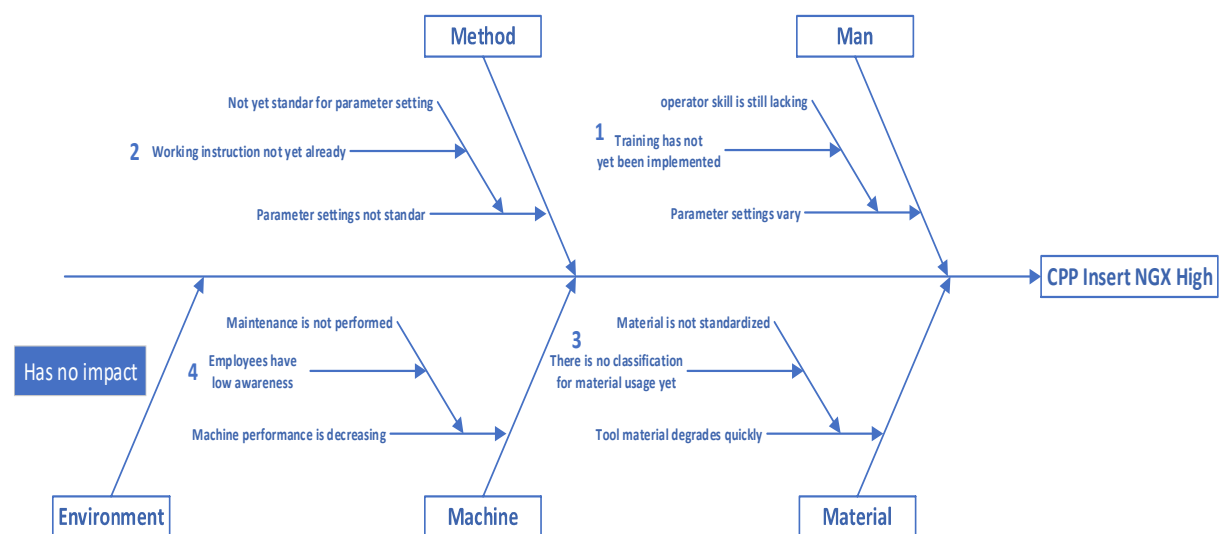 Method
Man
Not yet standar for parameter setting
operator skill is still lacking
2 Working instruction not yet already
1 Training has not
yet been implemented
Parameter settings not standar
Parameter settings vary
CPP Insert NGX High
Maintenance is not performed
Material is not standardized
Has no impact
4 Employees have
low awareness
3
There is no classification
for material usage yet
Machine performance is decreasing
Tool material degrades quickly
Environment
Machine
Material